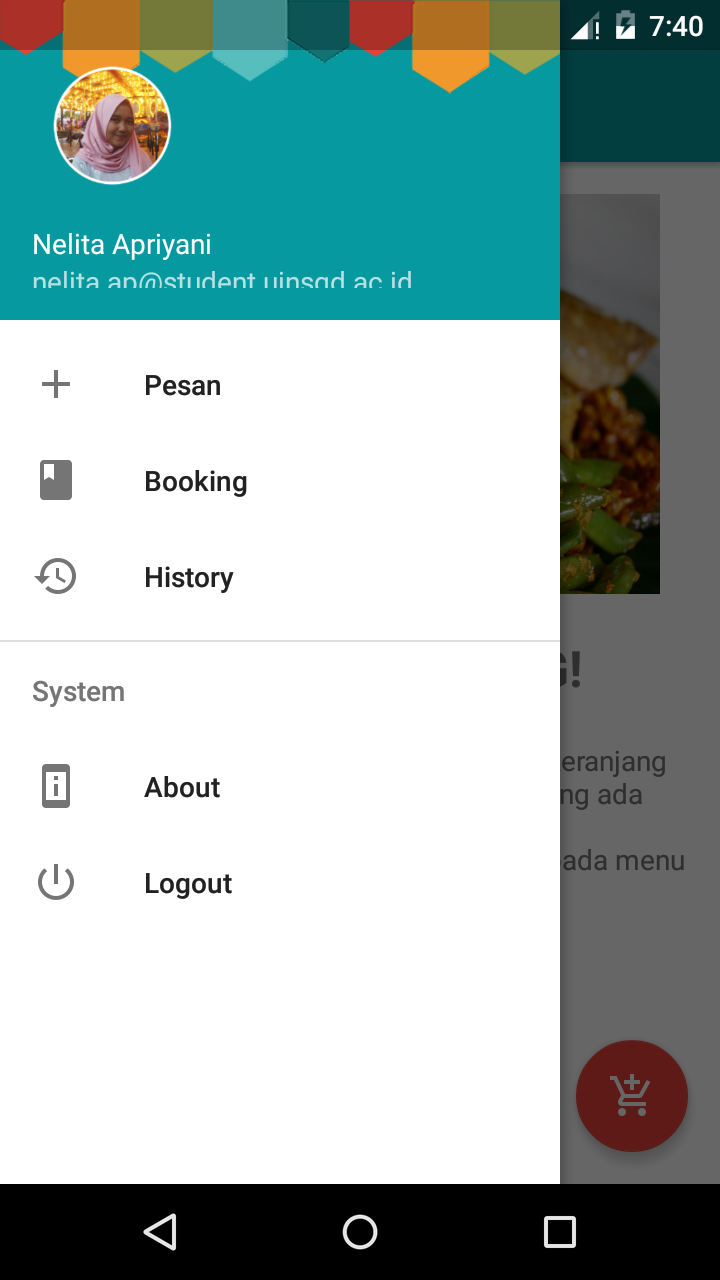 7:40
Nelita Apriyani
nelita.ap@student.uinsgd.ac.id
Pesan
Booking
History
System
About
Logout
G!
eranjang
ng ada
ada menu